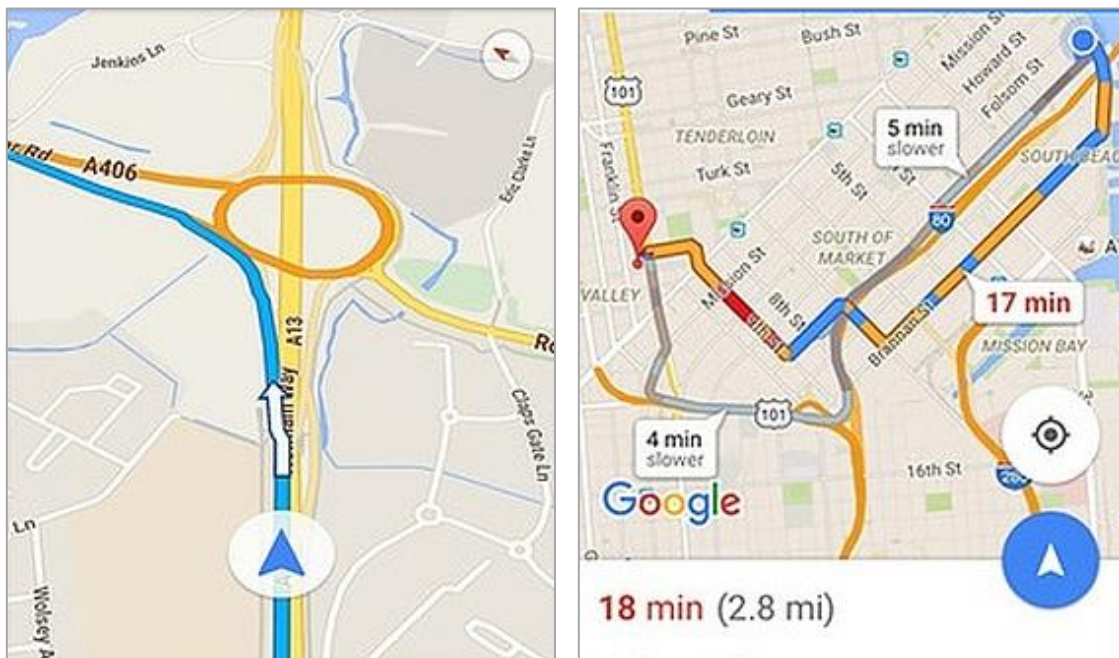 Jenkins Ln
Rd
A406
Eric Clarke Ln
A13
Way
Claps Gate Ln
Ln
Wolsey A
Pine St
Bush St
Mission St
Howard St
Folsom St
101
Geary St
Franklin St
TENDERLOIN
5 min
slower
Turk St
5th St
SOUTH BEAC
80
SOUTH OF
MARKET
Mission St
8th St
VALLEY
17 min
Brannan St
MISSION BAY
101
4 min
slower
16th St
280
Google
18 min (2.8 mi)